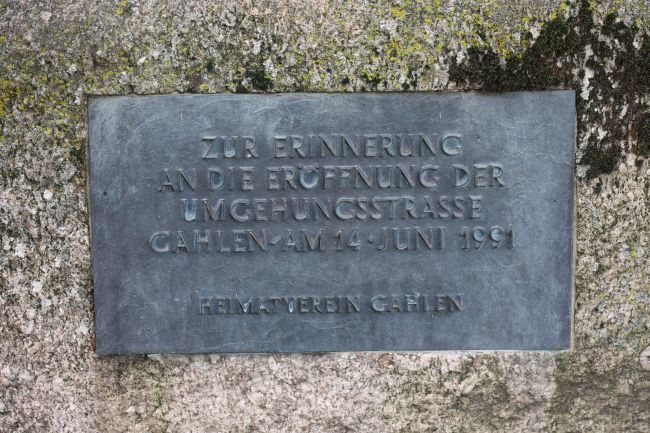 ZUR ERINNERUNG
AN DIE ERÖFFNUNG DER
UMGEHUNGSSTRASSE
GAHLEN-AM 14·JUNI 1991
HEIMATVEREIN GAHLEN